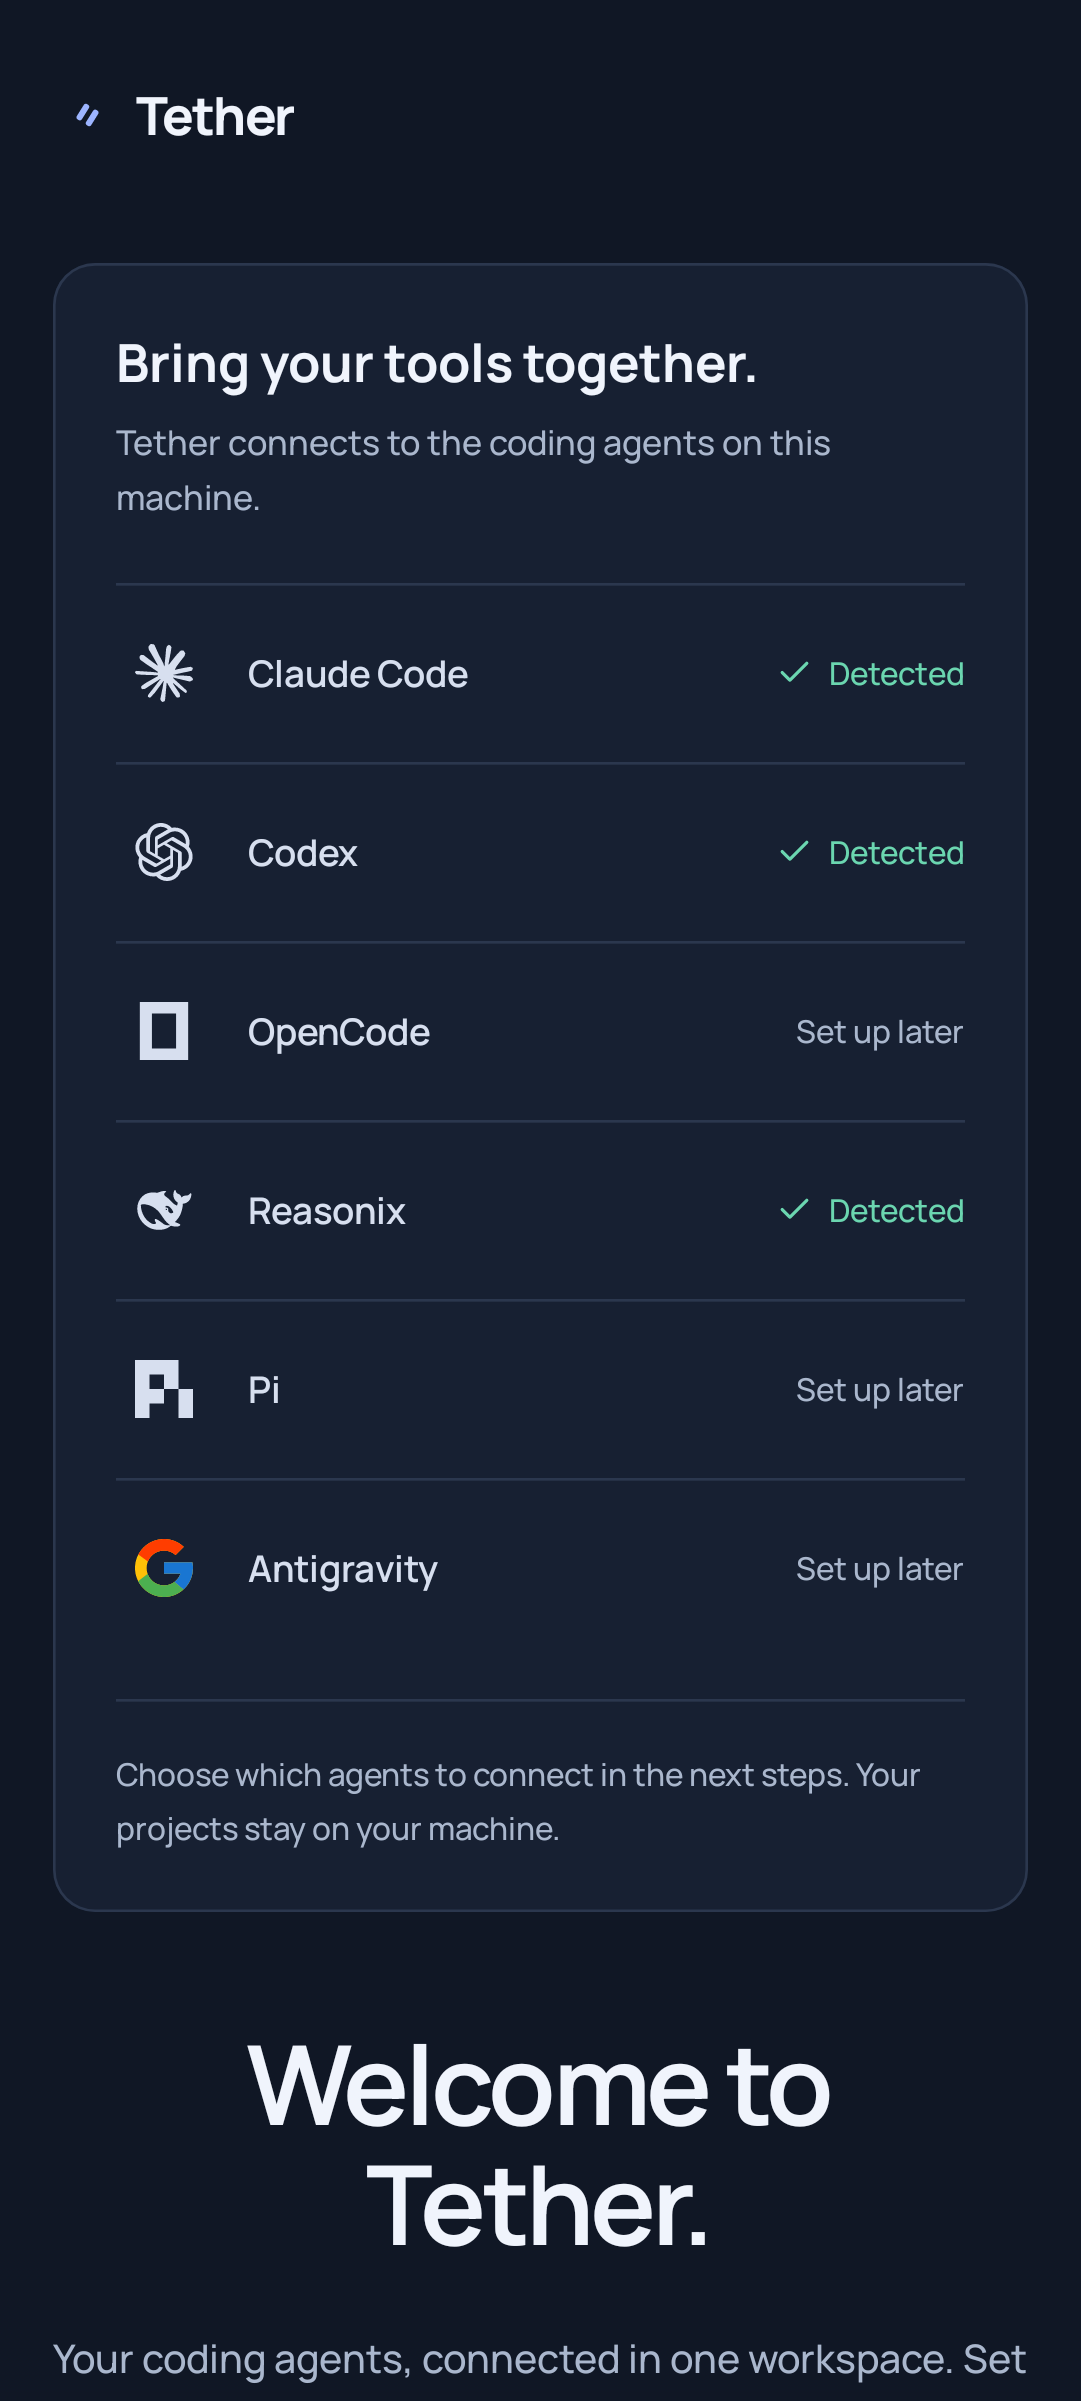 Tether
Bring your tools together.
Tether connects to the coding agents on this
machine.
Claude Code
Detected
Codex
Detected
OpenCode
Set up later
Reasonix
Detected
Pi
Set up later
Antigravity
Set up later
Choose which agents to connect in the next steps. Your
projects stay on your machine.
Welcome to
Tether.
Your coding agents, connected in one workspace. Set